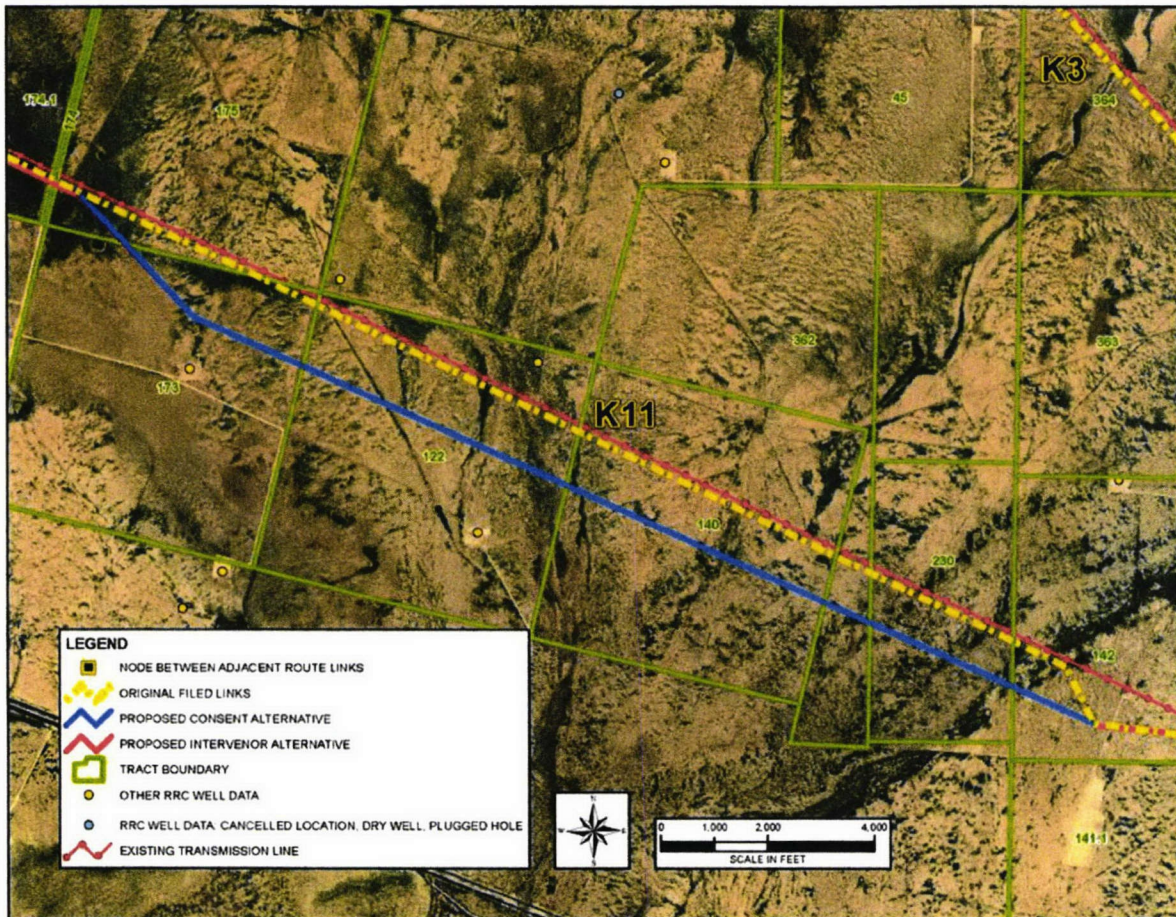 K3
174.1
174
175
45
364
362
363
173
K11
122
140
230
142
141.1
LEGEND
NODE BETWEEN ADJACENT ROUTE LINKS
ORIGINAL FILED LINKS
PROPOSED CONSENT ALTERNATIVE
PROPOSED INTERVENOR ALTERNATIVE
TRACT BOUNDARY
OTHER RRC WELL DATA
RRC WELL DATA, CANCELLED LOCATION, DRY WELL, PLUGGED HOLE
EXISTING TRANSMISSION LINE
N
W E
S
0 1,000 2,000 4,000
SCALE IN FEET